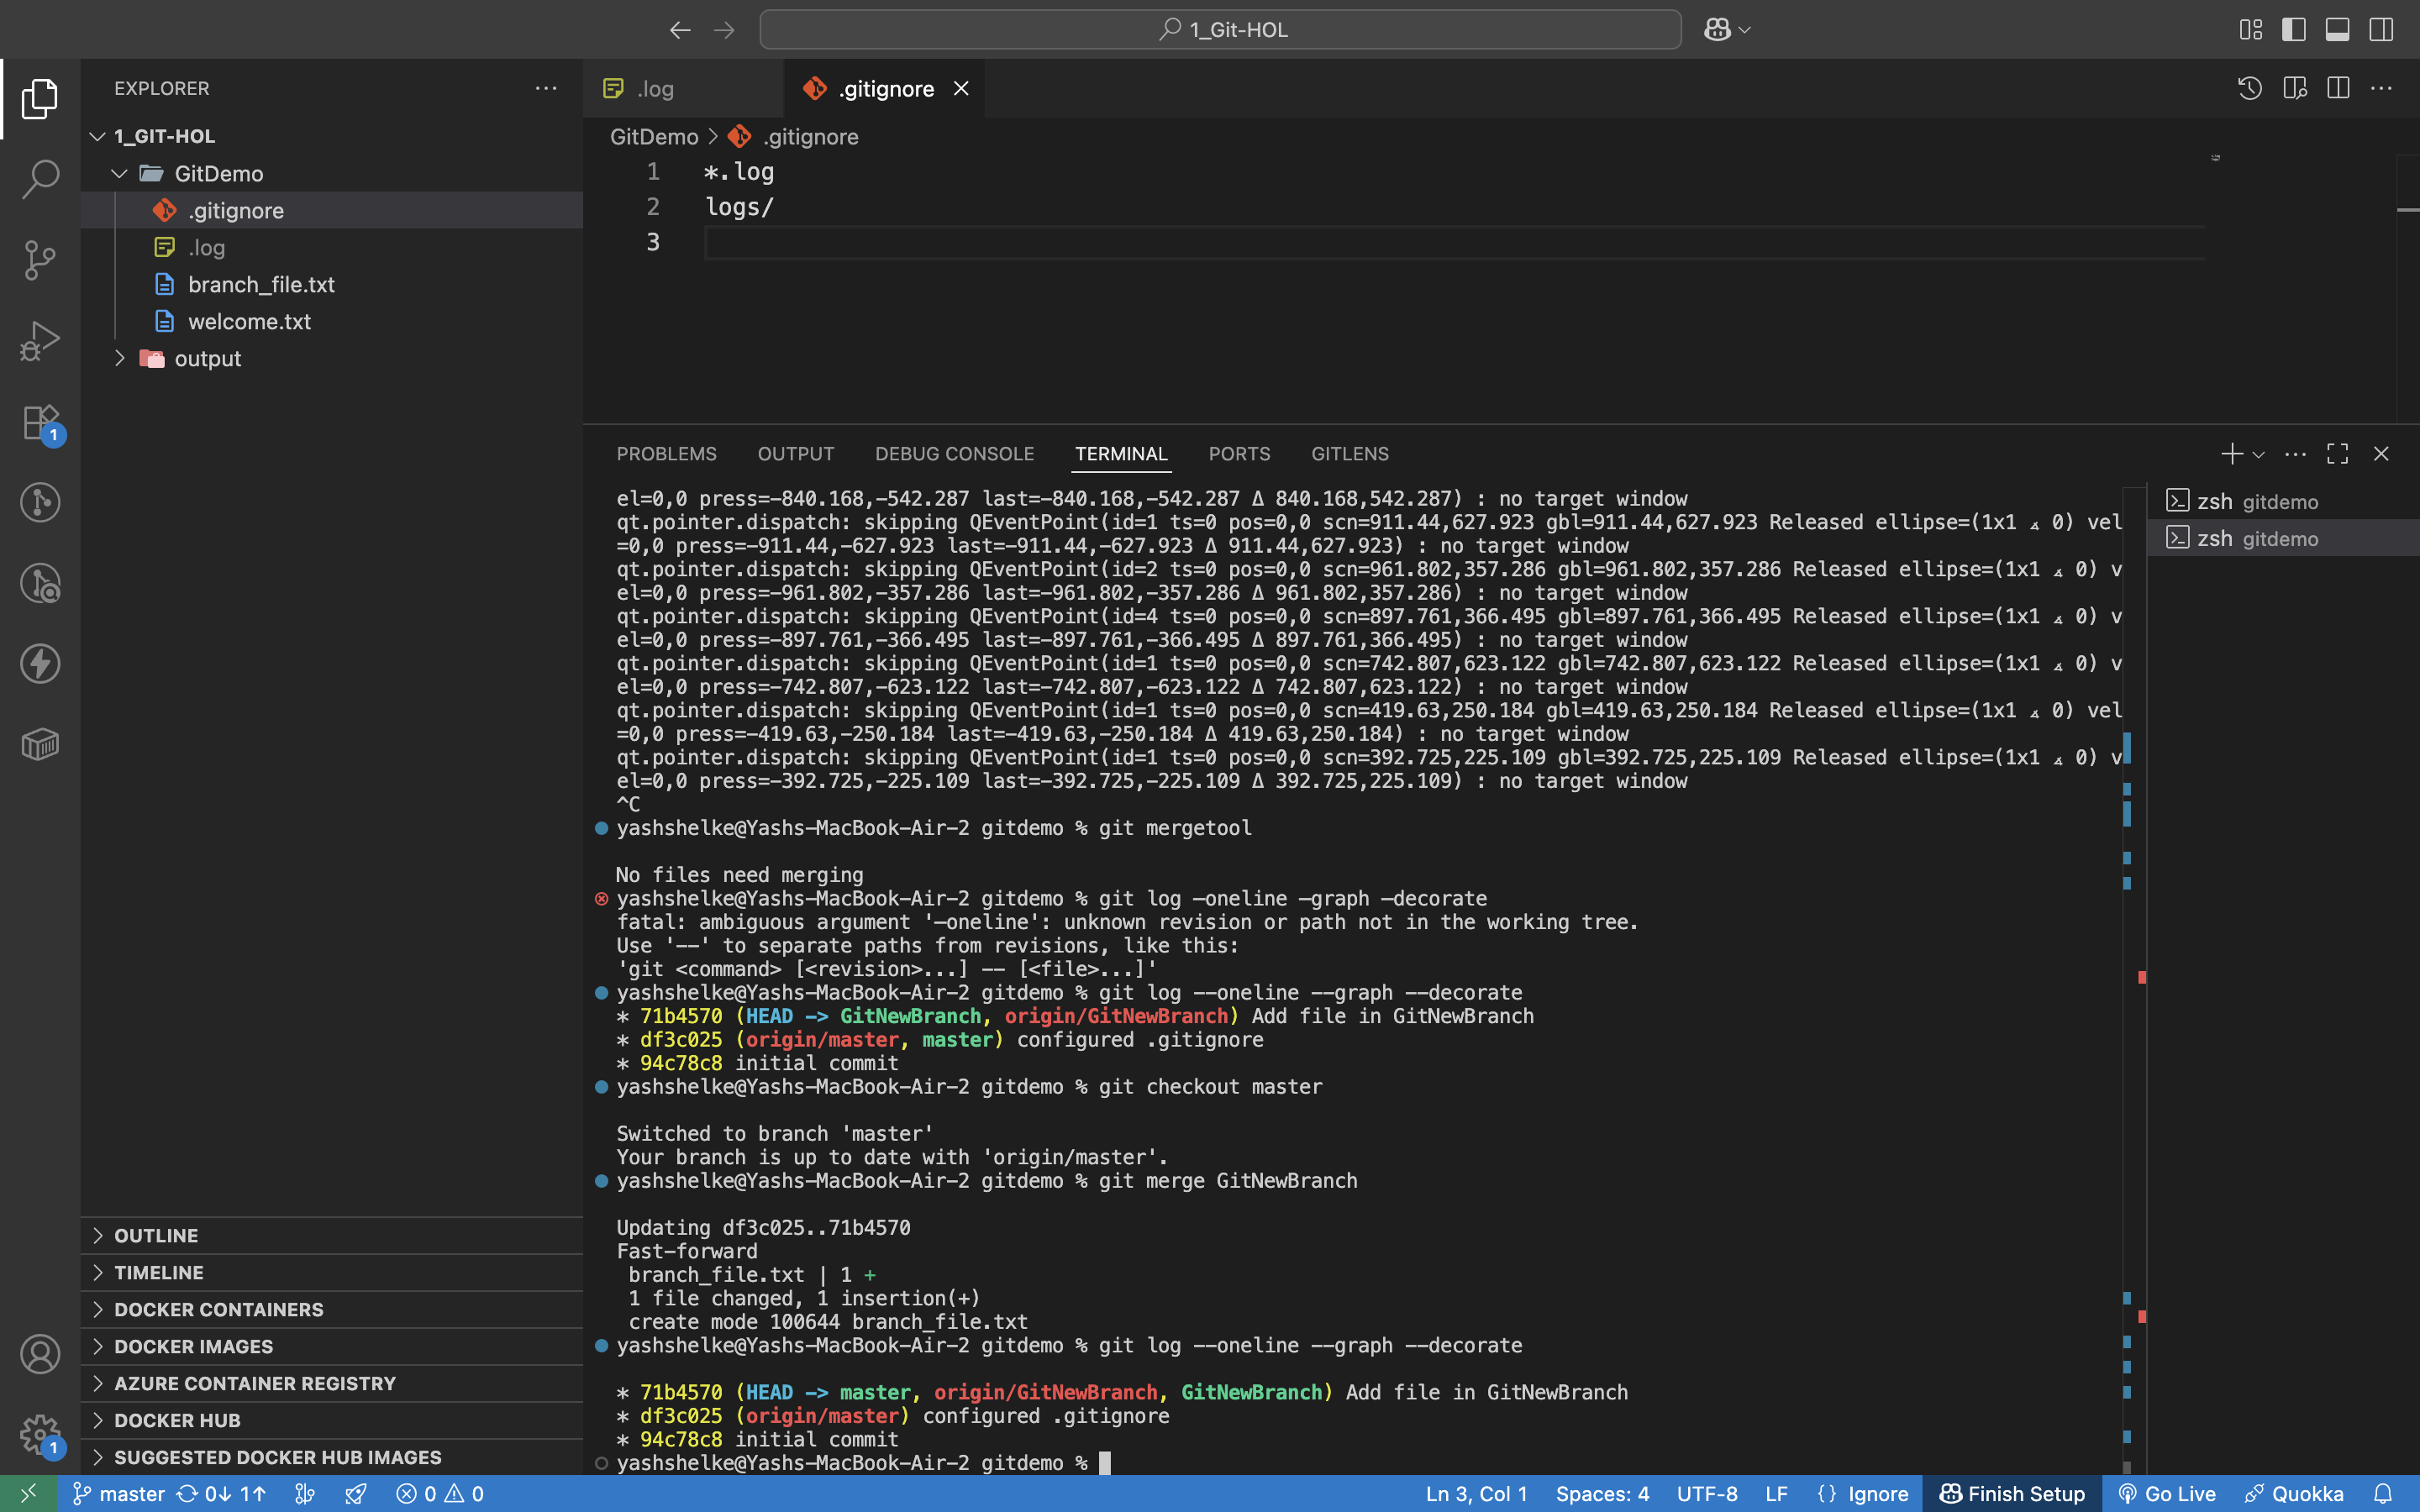 1_Git-HOL
EXPLORER
1_GIT-HOL
GitDemo
.gitignore
.log
branch_file.txt
welcome.txt
output
1
OUTLINE
TIMELINE
DOCKER CONTAINERS
DOCKER IMAGES
AZURE CONTAINER REGISTRY
DOCKER HUB
SUGGESTED DOCKER HUB IMAGES
1
.log
.gitignore
GitDemo > .gitignore
1 *.log
2 logs/
3
PROBLEMS OUTPUT DEBUG CONSOLE TERMINAL PORTS GITLENS
el=0,0 press=-840.168,-542.287 last=-840.168,-542.287 Δ 840.168,542.287) : no target window
qt.pointer.dispatch: skipping QEventPoint(id=1 ts=0 pos=0,0 scn=911.44,627.923 gbl=911.44,627.923 Released ellipse=(1x1 ∡ 0) vel
=0,0 press=-911.44,-627.923 last=-911.44,-627.923 Δ 911.44,627.923) : no target window
qt.pointer.dispatch: skipping QEventPoint(id=2 ts=0 pos=0,0 scn=961.802,357.286 gbl=961.802,357.286 Released ellipse=(1x1 ∡ 0) v
el=0,0 press=-961.802,-357.286 last=-961.802,-357.286 Δ 961.802,357.286) : no target window
qt.pointer.dispatch: skipping QEventPoint(id=4 ts=0 pos=0,0 scn=897.761,366.495 gbl=897.761,366.495 Released ellipse=(1x1 ∡ 0) v
el=0,0 press=-897.761,-366.495 last=-897.761,-366.495 Δ 897.761,366.495) : no target window
qt.pointer.dispatch: skipping QEventPoint(id=1 ts=0 pos=0,0 scn=742.807,623.122 gbl=742.807,623.122 Released ellipse=(1x1 ∡ 0) v
el=0,0 press=-742.807,-623.122 last=-742.807,-623.122 Δ 742.807,623.122) : no target window
qt.pointer.dispatch: skipping QEventPoint(id=1 ts=0 pos=0,0 scn=419.63,250.184 gbl=419.63,250.184 Released ellipse=(1x1 ∡ 0) vel
=0,0 press=-419.63,-250.184 last=-419.63,-250.184 Δ 419.63,250.184) : no target window
qt.pointer.dispatch: skipping QEventPoint(id=1 ts=0 pos=0,0 scn=392.725,225.109 gbl=392.725,225.109 Released ellipse=(1x1 ∡ 0) v
el=0,0 press=-392.725,-225.109 last=-392.725,-225.109 Δ 392.725,225.109) : no target window
^C
yashshelke@Yashs-MacBook-Air-2 gitdemo % git mergetool
No files need merging
yashshelke@Yashs-MacBook-Air-2 gitdemo % git log –oneline –graph –decorate
fatal: ambiguous argument '–oneline': unknown revision or path not in the working tree.
Use '--' to separate paths from revisions, like this:
'git <command> [<revision>...] -- [<file>...]'
yashshelke@Yashs-MacBook-Air-2 gitdemo % git log --oneline --graph --decorate
* 71b4570 (HEAD -> GitNewBranch, origin/GitNewBranch) Add file in GitNewBranch
* df3c025 (origin/master, master) configured .gitignore
* 94c78c8 initial commit
yashshelke@Yashs-MacBook-Air-2 gitdemo % git checkout master
Switched to branch 'master'
Your branch is up to date with 'origin/master'.
yashshelke@Yashs-MacBook-Air-2 gitdemo % git merge GitNewBranch
Updating df3c025..71b4570
Fast-forward
branch_file.txt | 1 +
1 file changed, 1 insertion(+)
create mode 100644 branch_file.txt
yashshelke@Yashs-MacBook-Air-2 gitdemo % git log --oneline --graph --decorate
* 71b4570 (HEAD -> master, origin/GitNewBranch, GitNewBranch) Add file in GitNewBranch
* df3c025 (origin/master) configured .gitignore
* 94c78c8 initial commit
yashshelke@Yashs-MacBook-Air-2 gitdemo %
zsh gitdemo
zsh gitdemo
master 0↓ 1↑ 0 0 Ln 3, Col 1 Spaces: 4 UTF-8 LF {} Ignore Finish Setup Go Live Quokka